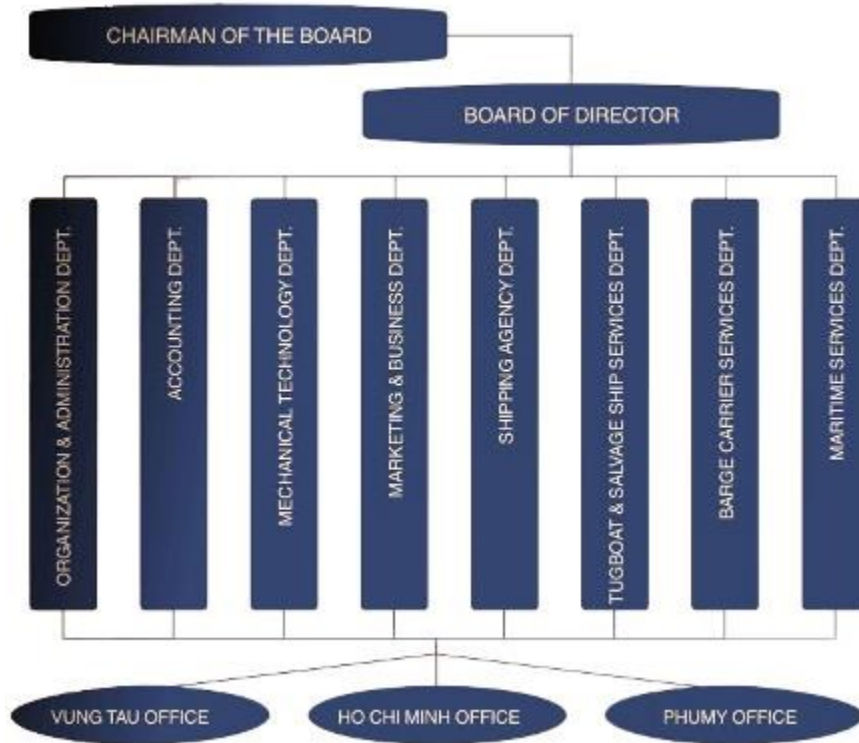 CHAIRMAN OF THE BOARD
BOARD OF DIRECTOR
ORGANIZATION & ADMINISTRATION DEPT.
ACCOUNTING DEPT.
MECHANICAL TECHNOLOGY DEPT.
MARKETING & BUSINESS DEPT.
SHIPPING AGENCY DEPT.
TUGBOAT & SALVAGE SHIP SERVICES DEPT.
BARGE CARRIER SERVICES DEPT.
MARITIME SERVICES DEPT.
VUNG TAU OFFICE
HO CHI MINH OFFICE
PHUMY OFFICE